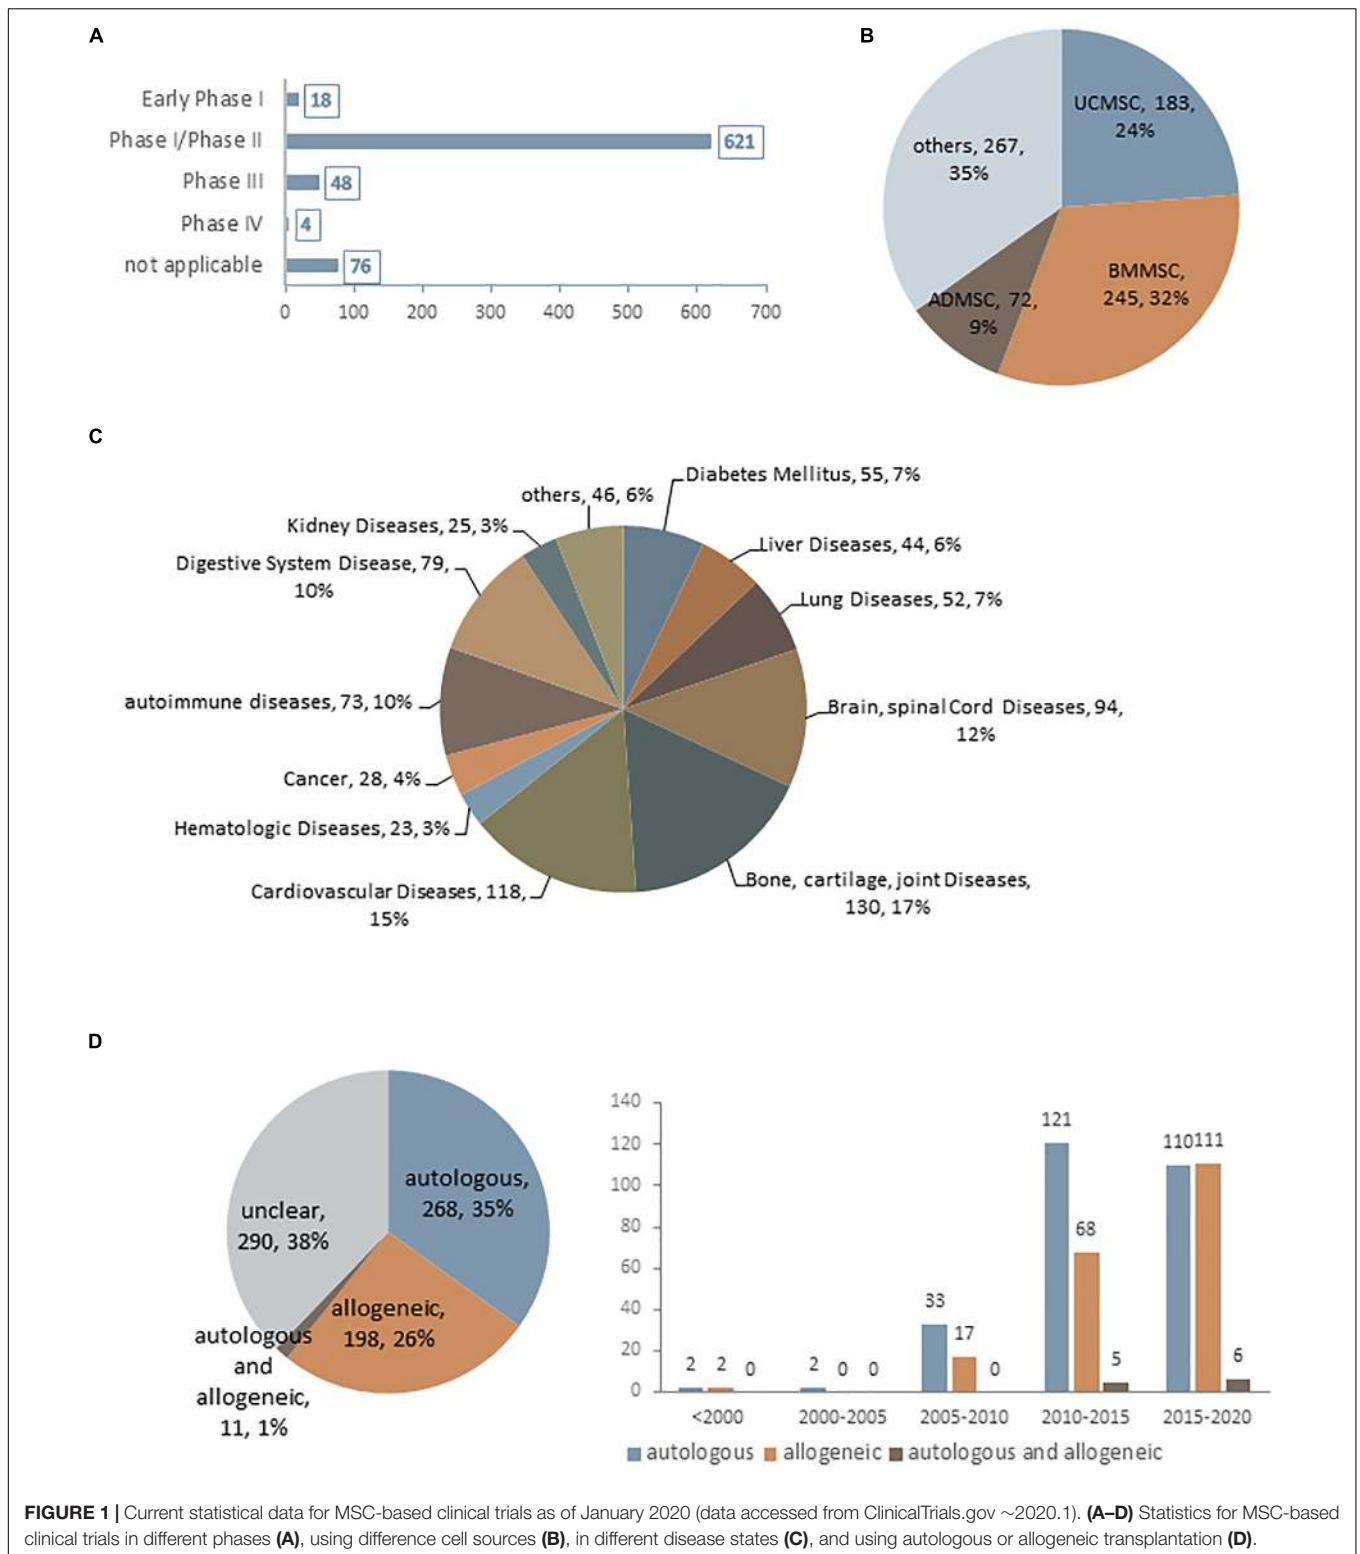 A
Early Phase I
18
Phase I/Phase II
621
Phase III
48
Phase IV
4
not applicable
76
0 100 200 300 400 500 600 700
B
UCMSC, 183,
24%
BMMSC,
245, 32%
ADMSC, 72,
9%
others, 267,
35%
C
Diabetes Mellitus, 55, 7%
Liver Diseases, 44, 6%
Lung Diseases, 52, 7%
Brain, spinal Cord Diseases, 94,
12%
Bone, cartilage, joint Diseases,
130, 17%
Cardiovascular Diseases, 118,
15%
Hematologic Diseases, 23, 3%
Cancer, 28, 4%
autoimmune diseases, 73, 10%
Digestive System Disease, 79,
10%
Kidney Diseases, 25, 3%
others, 46, 6%
D
autologous,
268, 35%
allogeneic,
198, 26%
autologous
and
allogeneic,
11, 1%
unclear,
290, 38%
140
120
100
80
60
40
20
0
2 2 0
2 0 0
33 17 0
121 68 5
110 111 6
<2000 2000-2005 2005-2010 2010-2015 2015-2020
autologous allogeneic autologous and allogeneic
FIGURE 1 | Current statistical data for MSC-based clinical trials as of January 2020 (data accessed from ClinicalTrials.gov ~2020.1). (A–D) Statistics for MSC-based
clinical trials in different phases (A), using difference cell sources (B), in different disease states (C), and using autologous or allogeneic transplantation (D).